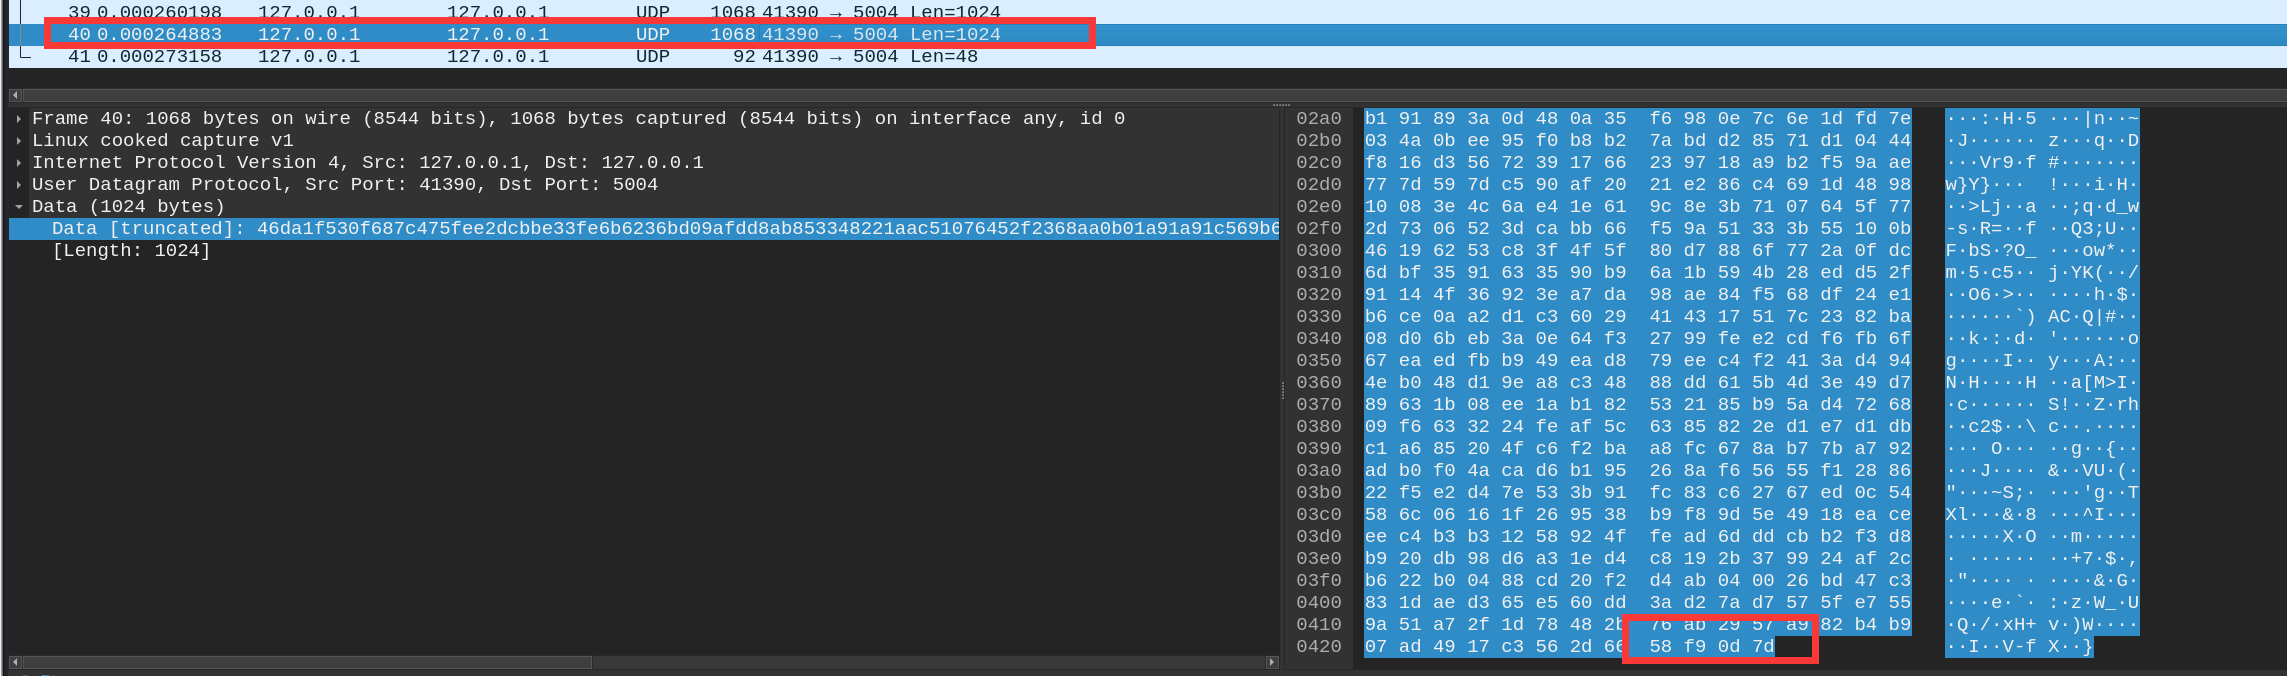 39 0.000260198 127.0.0.1 127.0.0.1 UDP 1068 41390 → 5004 Len=1024
40 0.000264883 127.0.0.1 127.0.0.1 UDP 1068 41390 → 5004 Len=1024
41 0.000273158 127.0.0.1 127.0.0.1 UDP 92 41390 → 5004 Len=48
Frame 40: 1068 bytes on wire (8544 bits), 1068 bytes captured (8544 bits) on interface any, id 0
Linux cooked capture v1
Internet Protocol Version 4, Src: 127.0.0.1, Dst: 127.0.0.1
User Datagram Protocol, Src Port: 41390, Dst Port: 5004
Data (1024 bytes)
Data [truncated]: 46da1f530f687c475fee2dcbbe33fe6b6236bd09afdd8ab853348221aac51076452f2368aa0b01a91a91c569b6
[Length: 1024]
02a0 b1 91 89 3a 0d 48 0a 35 f6 98 0e 7c 6e 1d fd 7e ···:·H·5 ···|n··~
02b0 03 4a 0b ee 95 f0 b8 b2 7a bd d2 85 71 d1 04 44 ·J······ z···q··D
02c0 f8 16 d3 56 72 39 17 66 23 97 18 a9 b2 f5 9a ae ···Vr9·f #·······
02d0 77 7d 59 7d c5 90 af 20 21 e2 86 c4 69 1d 48 98 w}Y}··· !···i·H·
02e0 10 08 3e 4c 6a e4 1e 61 9c 8e 3b 71 07 64 5f 77 ··>Lj··a ··;q·d_w
02f0 2d 73 06 52 3d ca bb 66 f5 9a 51 33 3b 55 10 0b -s·R=··f ··Q3;U··
0300 46 19 62 53 c8 3f 4f 5f 80 d7 88 6f 77 2a 0f dc F·bS·?O_ ···ow*··
0310 6d bf 35 91 63 35 90 b9 6a 1b 59 4b 28 ed d5 2f m·5·c5·· j·YK(··/
0320 91 14 4f 36 92 3e a7 da 98 ae 84 f5 68 df 24 e1 ··O6·>·· ····h·$·
0330 b6 ce 0a a2 d1 c3 60 29 41 43 17 51 7c 23 82 ba ······`) AC·Q|#··
0340 08 d0 6b eb 3a 0e 64 f3 27 99 fe e2 cd f6 fb 6f ··k·:·d· '······o
0350 67 ea ed fb b9 49 ea d8 79 ee c4 f2 41 3a d4 94 g····I·· y···A:··
0360 4e b0 48 d1 9e a8 c3 48 88 dd 61 5b 4d 3e 49 d7 N·H····H ··a[M>I·
0370 89 63 1b 08 ee 1a b1 82 53 21 85 b9 5a d4 72 68 ·c······ S!··Z·rh
0380 09 f6 63 32 24 fe af 5c 63 85 82 2e d1 e7 d1 db ··c2$··\ c··.····
0390 c1 a6 85 20 4f c6 f2 ba a8 fc 67 8a b7 7b a7 92 ··· O··· ··g··{··
03a0 ad b0 f0 4a ca d6 b1 95 26 8a f6 56 55 f1 28 86 ···J···· &··VU·(·
03b0 22 f5 e2 d4 7e 53 3b 91 fc 83 c6 27 67 ed 0c 54 "···~S;· ···'g··T
03c0 58 6c 06 16 1f 26 95 38 b9 f8 9d 5e 49 18 ea ce Xl···&·8 ···^I···
03d0 ee c4 b3 b3 12 58 92 4f fe ad 6d dd cb b2 f3 d8 ·····X·O ··m·····
03e0 b9 20 db 98 d6 a3 1e d4 c8 19 2b 37 99 24 af 2c · ······ ··+7·$·,
03f0 b6 22 b0 04 88 cd 20 f2 d4 ab 04 00 26 bd 47 c3 ·"···· · ····&·G·
0400 83 1d ae d3 65 e5 60 dd 3a d2 7a d7 57 5f e7 55 ····e·`· :·z·W_·U
0410 9a 51 a7 2f 1d 78 48 2b 76 ab 29 57 a9 82 b4 b9 ·Q·/·xH+ v·)W····
0420 07 ad 49 17 c3 56 2d 66 58 f9 0d 7d ··I··V-f X··}